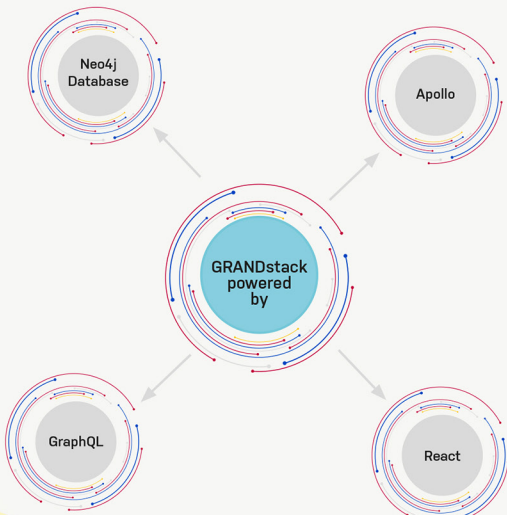 Neo4j
Database
Apollo
GRANDstack
powered
by
GraphQL
React